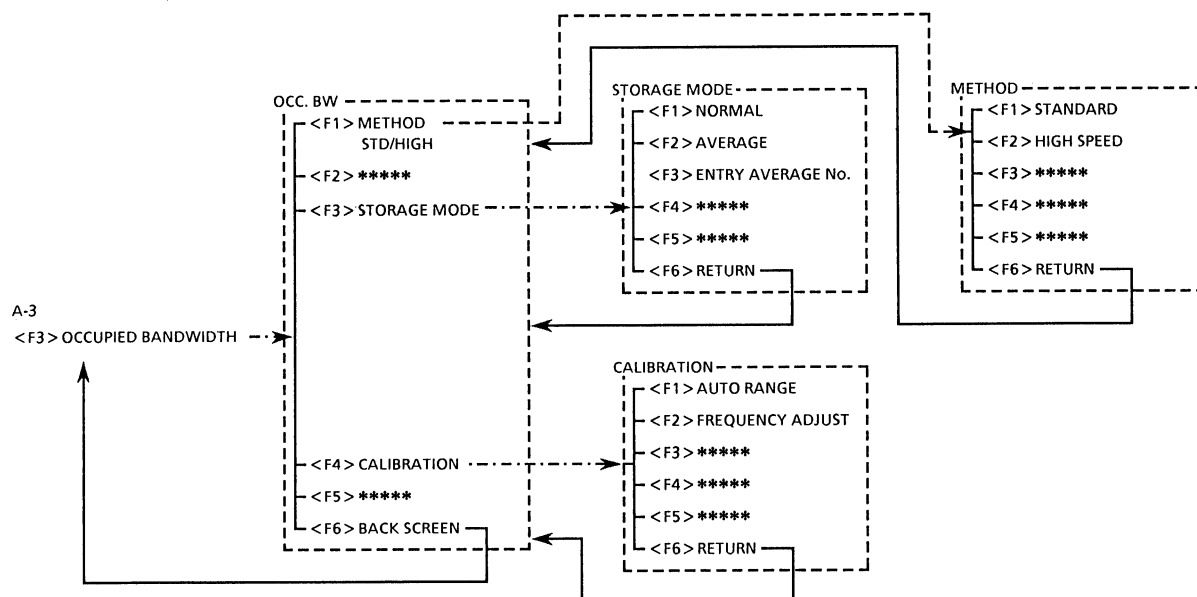 A-3
<F3> OCCUPIED BANDWIDTH
OCC. BW
<F1> METHOD
STD/HIGH
<F2> *****
<F3> STORAGE MODE
<F4> CALIBRATION
<F5> *****
<F6> BACK SCREEN
STORAGE MODE
<F1> NORMAL
<F2> AVERAGE
<F3> ENTRY AVERAGE No.
<F4> *****
<F5> *****
<F6> RETURN
CALIBRATION
<F1> AUTO RANGE
<F2> FREQUENCY ADJUST
<F3> *****
<F4> *****
<F5> *****
<F6> RETURN
METHOD
<F1> STANDARD
<F2> HIGH SPEED
<F3> *****
<F4> *****
<F5> *****
<F6> RETURN